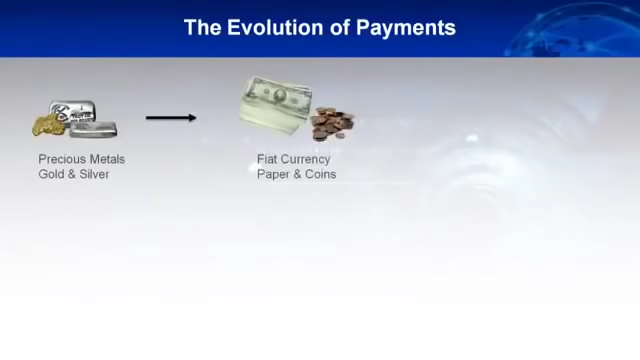 The Evolution of Payments
Precious Metals
Gold & Silver
Fiat Currency
Paper & Coins